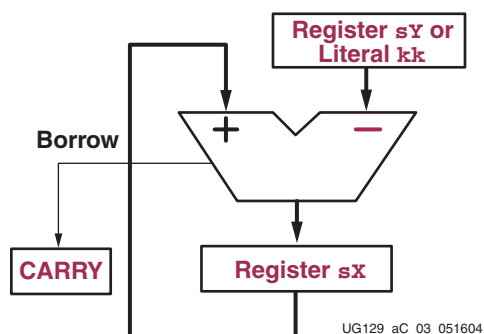 Register sY or
Literal kk
+ −
Borrow
CARRY
Register sX
UG129_aC_03_051604